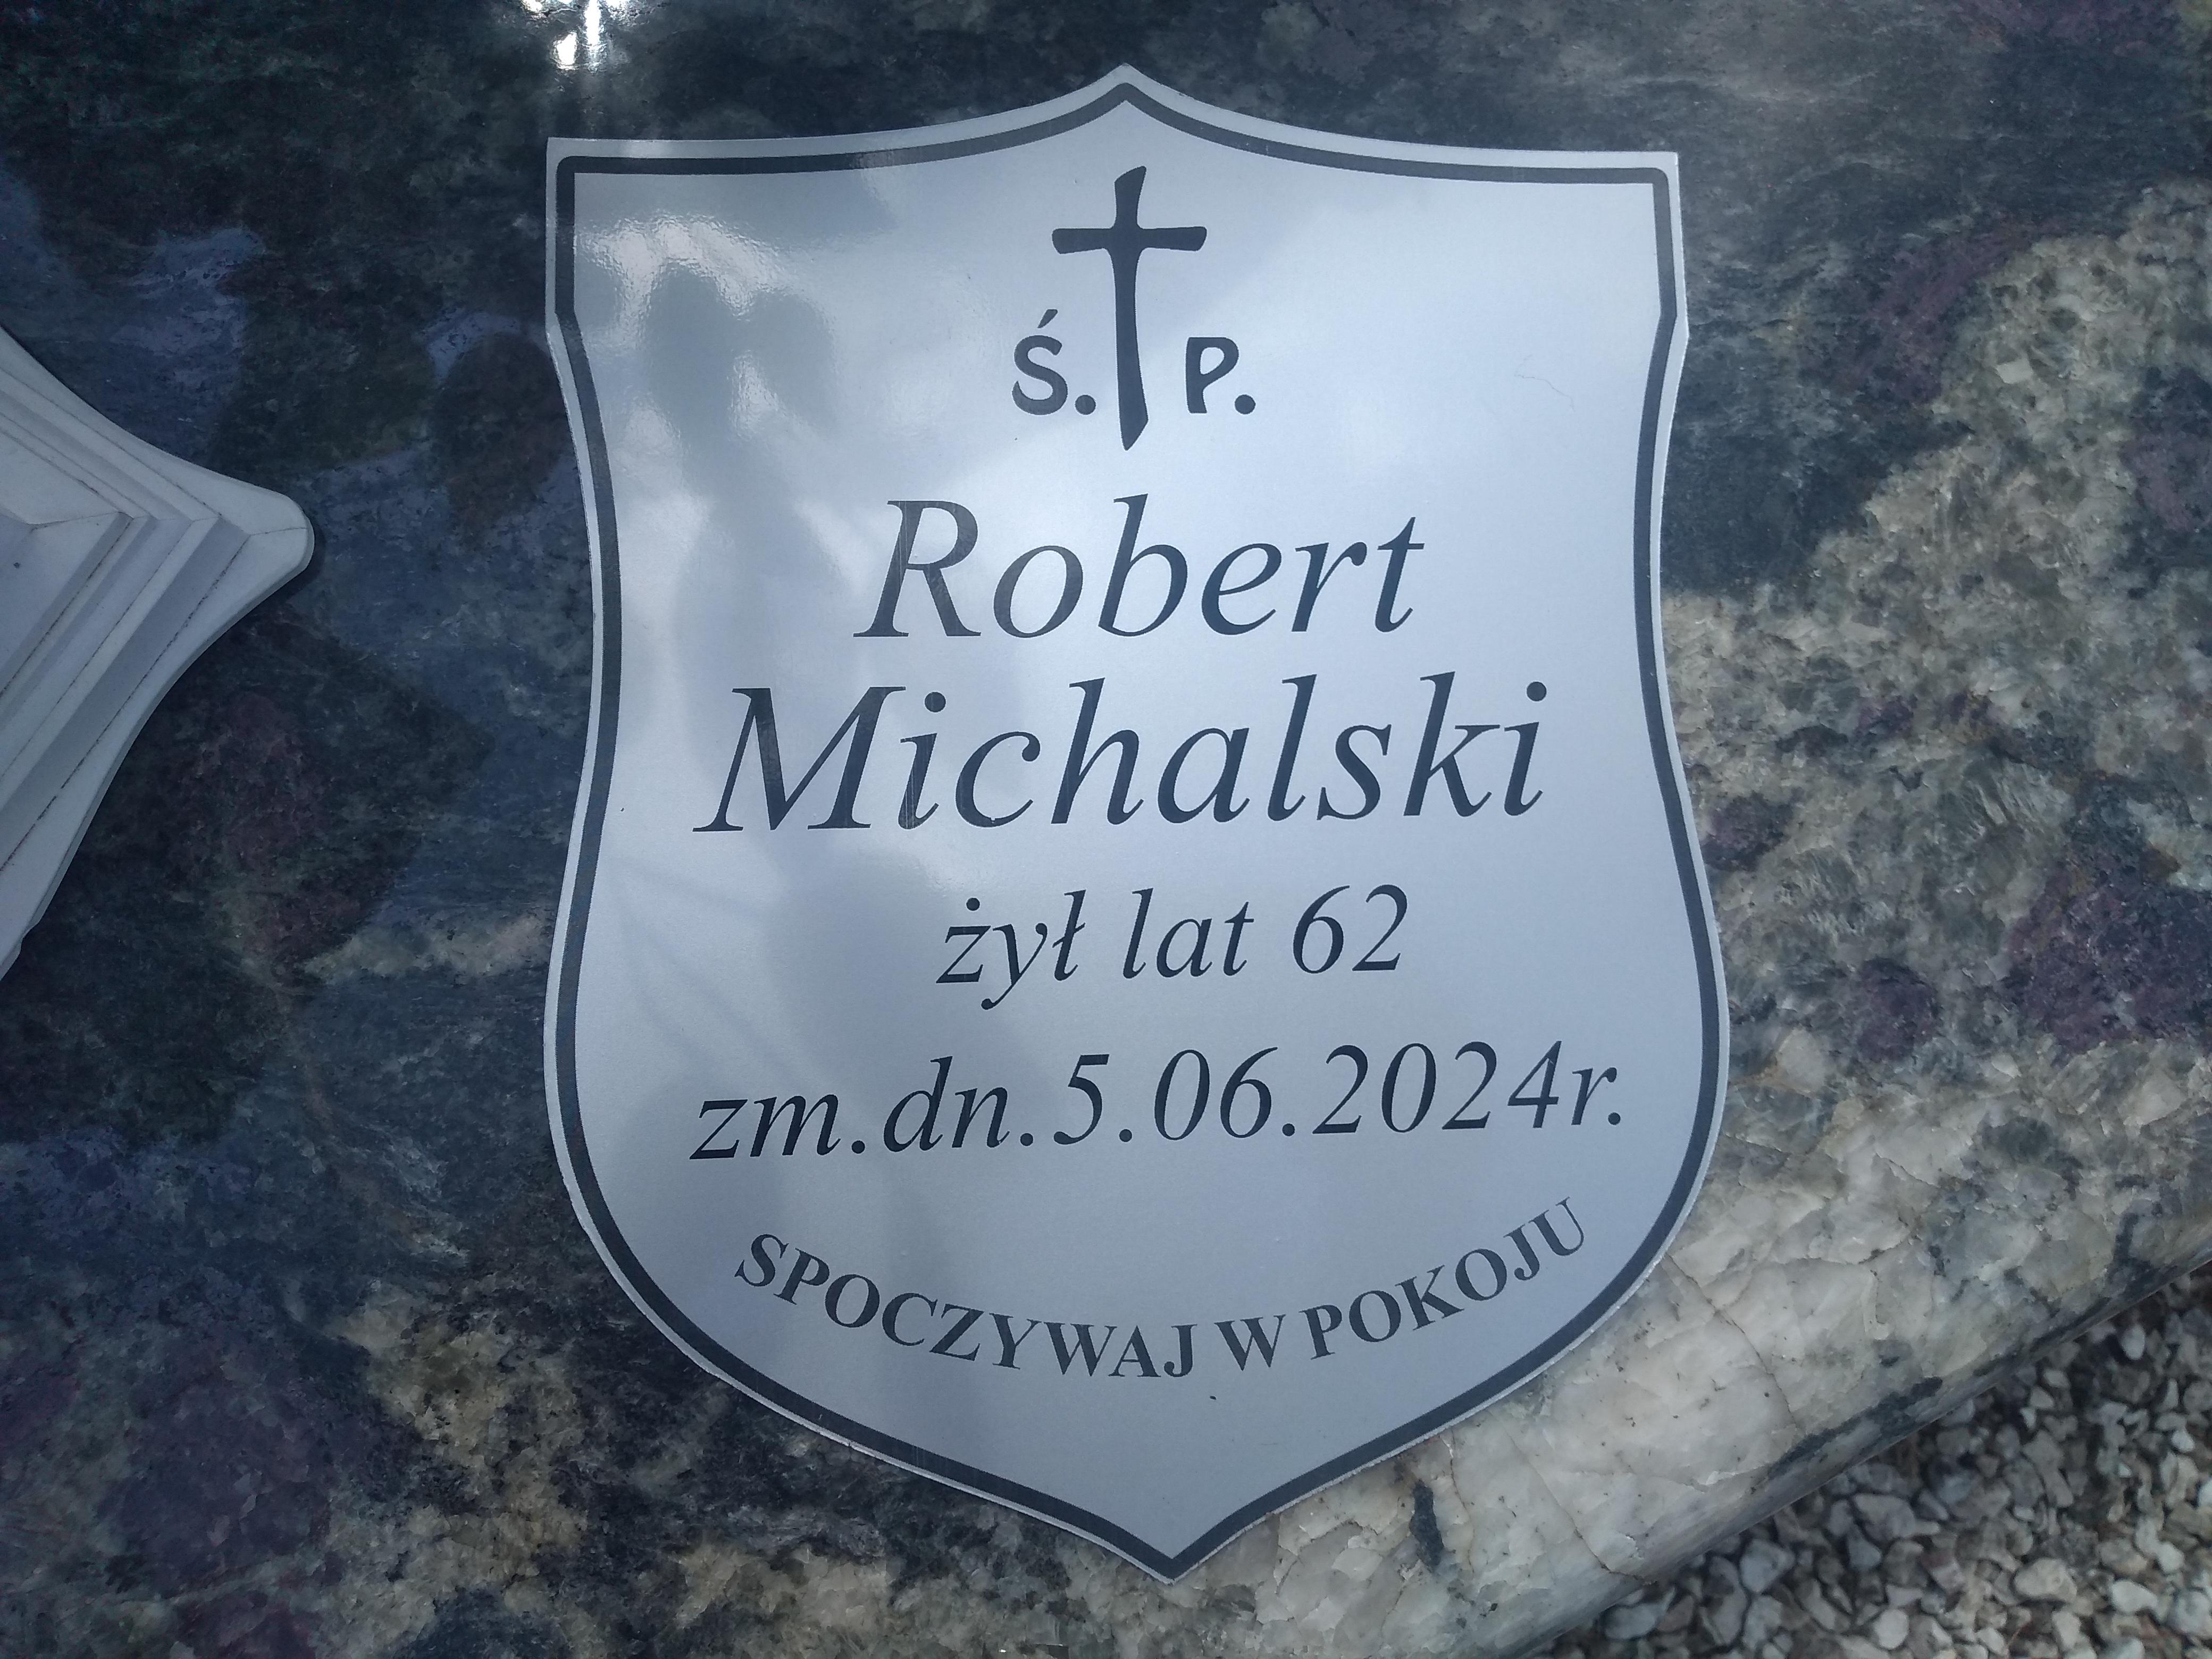 Ś. P.
Robert
Michalski
żył lat 62
zm.dn.5.06.2024r.
SPOCZYWAJ W POKOJU